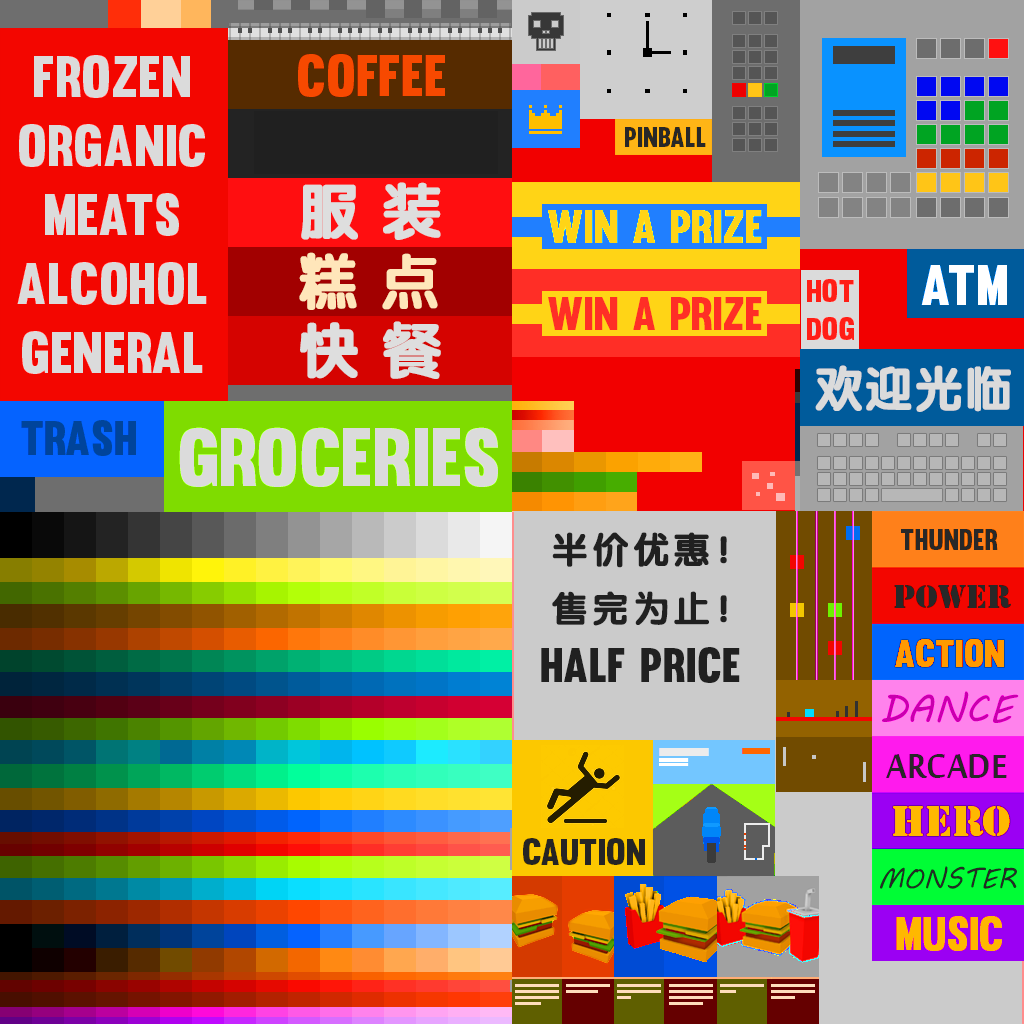 FROZEN
ORGANIC
MEATS
ALCOHOL
GENERAL
COFFEE
服装
糕点
快餐
TRASH
GROCERIES
PINBALL
WIN A PRIZE
WIN A PRIZE
HOT
DOG
ATM
欢迎光临
半价优惠!
售完为止!
HALF PRICE
CAUTION
THUNDER
POWER
ACTION
DANCE
ARCADE
HERO
MONSTER
MUSIC